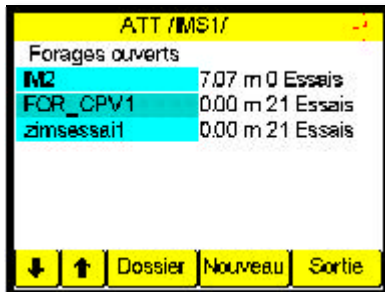 ATT /IMS1/
Forages ouverts
IM2 7.07 m 0 Essais
FOR_CPV1 0.00 m 21 Essais
zimsessai1 0.00 m 21 Essais
Dossier Nouveau Sortie